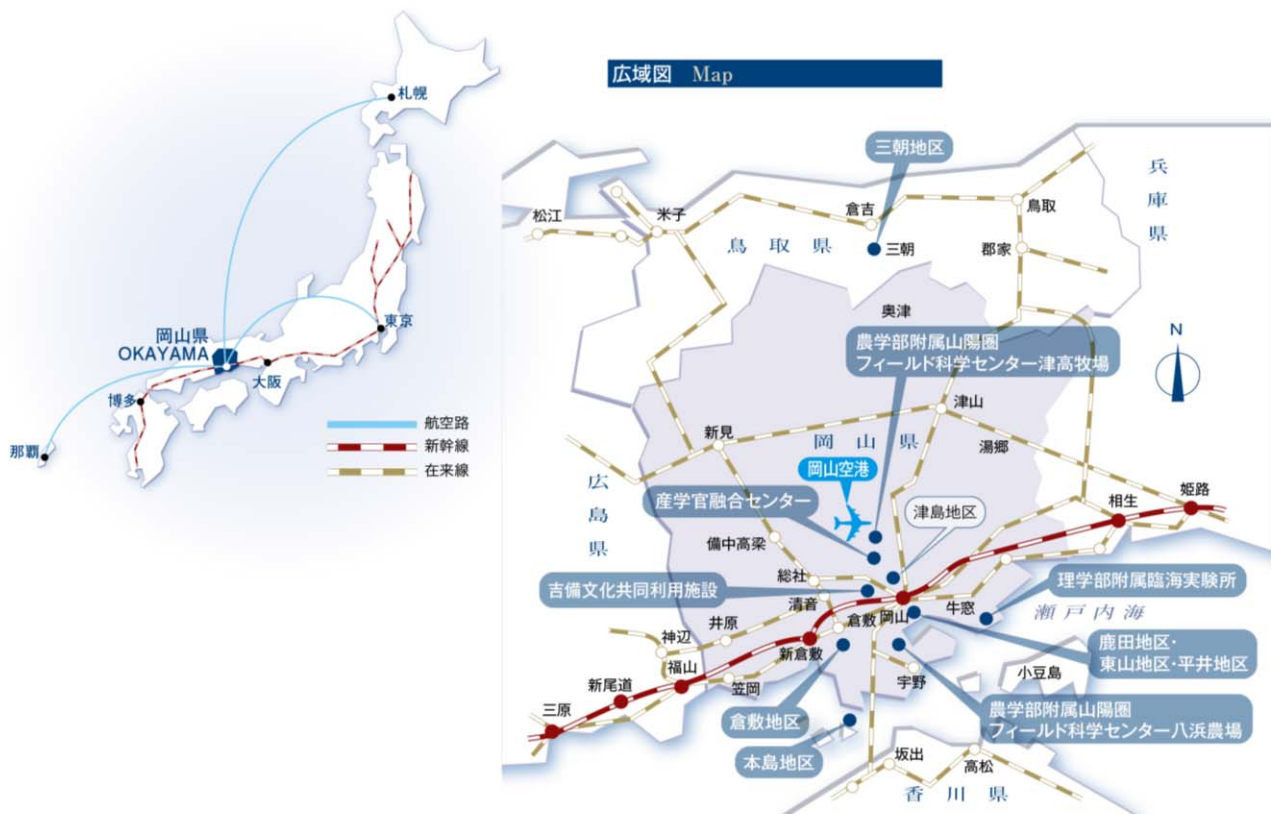 広域図 Map
札幌
岡山県
OKAYAMA
東京
大阪
博多
那覇
航空路
新幹線
在来線
三朝地区
兵庫県
松江
米子
倉吉
鳥取
鳥取県
三朝
郡家
奥津
N
農学部附属山陽圏
フィールド科学センター津高牧場
津山
新見
岡山県
湯郷
岡山空港
広島県
産学官融合センター
津島地区
相生
姫路
備中高梁
総社
吉備文化共同利用施設
清音
理学部附属臨海実験所
瀬戸内海
牛窓
井原
倉敷
岡山
神辺
新倉敷
鹿田地区・
東山地区・平井地区
福山
笠岡
宇野
小豆島
新尾道
三原
倉敷地区
農学部附属山陽圏
フィールド科学センター八浜農場
本島地区
坂出
高松
香川県